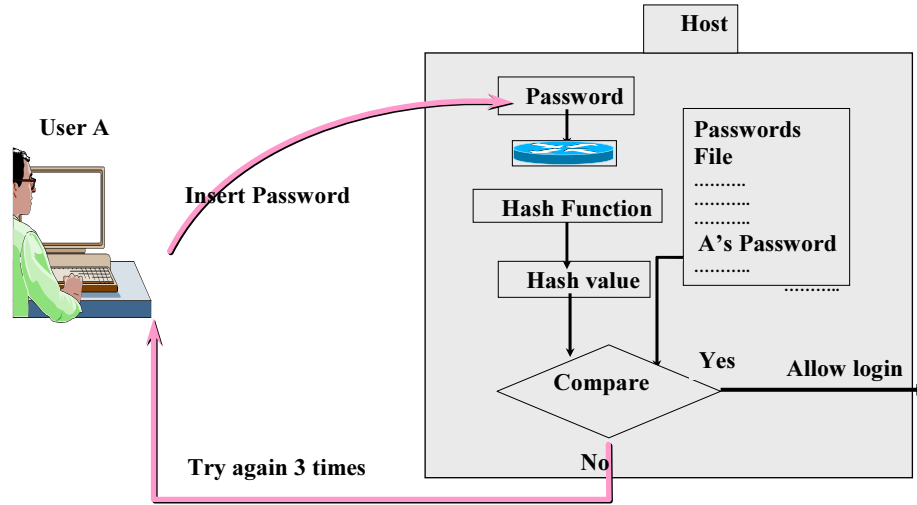 Host
User A
Insert Password
Password
Hash Function
Hash value
Passwords
File
...........
...........
...........
A's Password
...........
...........
Compare
Yes
Allow login
No
Try again 3 times